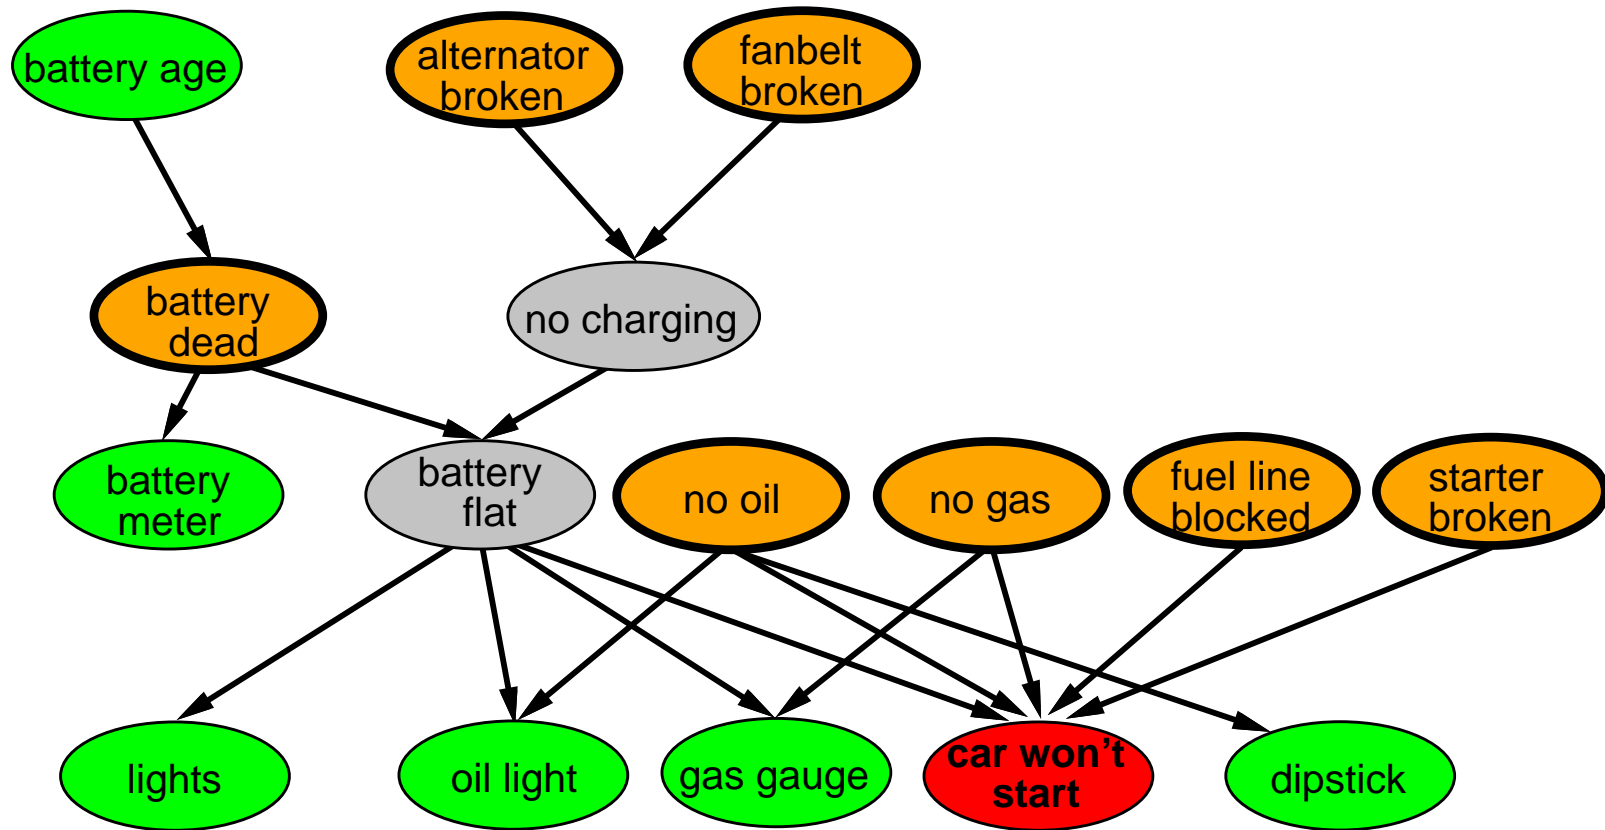 battery age
alternator
broken
fanbelt
broken
battery
dead
no charging
battery
meter
battery
flat
no oil
no gas
fuel line
blocked
starter
broken
lights
oil light
gas gauge
car won't
start
dipstick